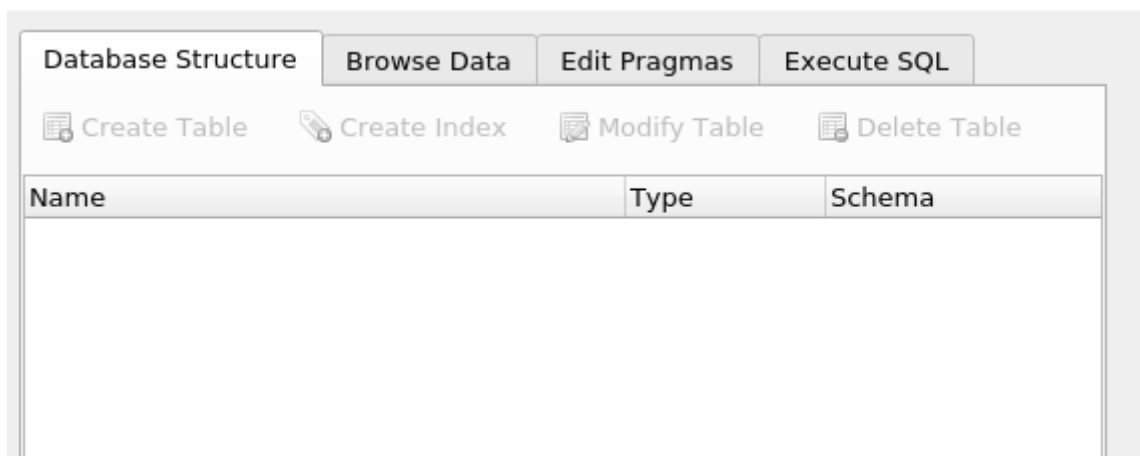 Database Structure Browse Data Edit Pragmas Execute SQL
Create Table Create Index Modify Table Delete Table
Name Type Schema